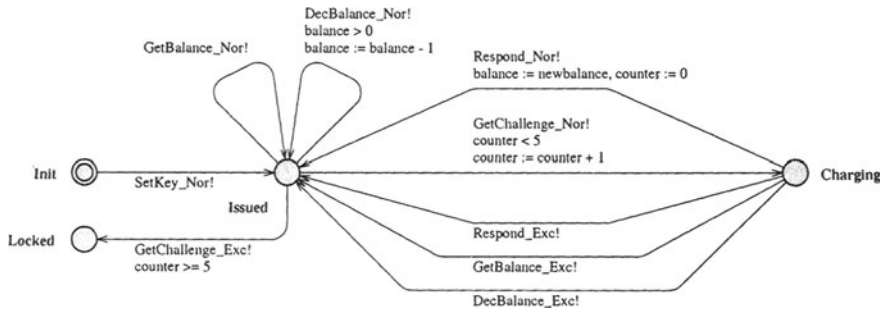 DecBalance_Nor!
balance > 0
balance := balance - 1
GetBalance_Nor!
Respond_Nor!
balance := newbalance, counter := 0
GetChallenge_Nor!
counter < 5
counter := counter + 1
Init
SetKey_Nor!
Issued
Charging
Locked
GetChallenge_Exc!
counter >= 5
Respond_Exc!
GetBalance_Exc!
DecBalance_Exc!